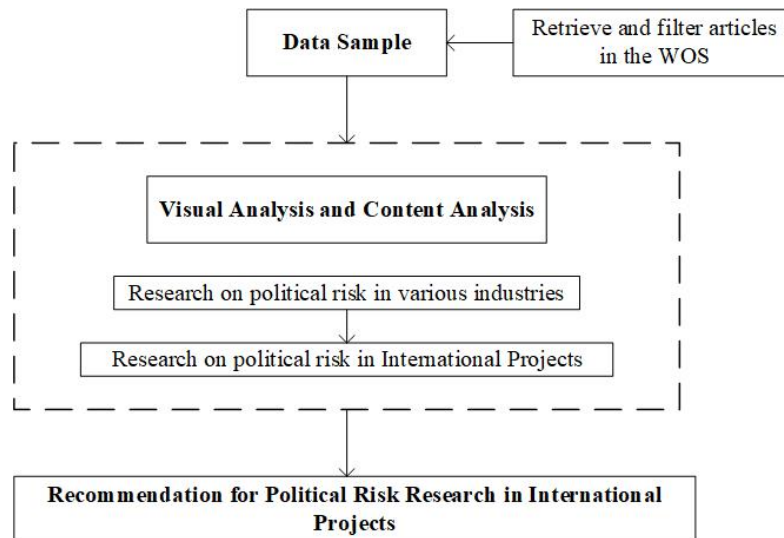 Data Sample
Retrieve and filter articles
in the WOS
Visual Analysis and Content Analysis
Research on political risk in various industries
Research on political risk in International Projects
Recommendation for Political Risk Research in International
Projects